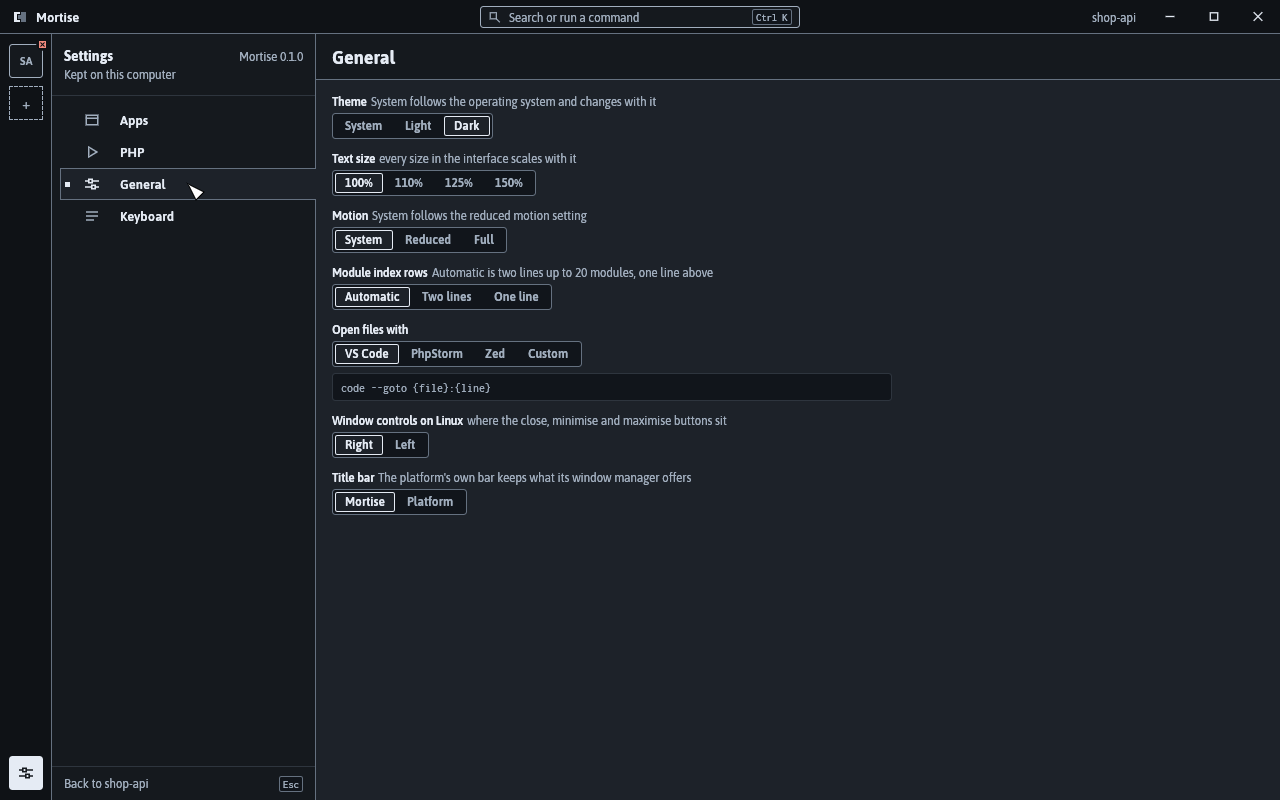 Mortise
Search or run a command
Ctrl K
shop-api
SA
+
Settings
Mortise 0.1.0
Kept on this computer
Apps
PHP
General
Keyboard
Back to shop-api
Esc
General
Theme System follows the operating system and changes with it
System Light Dark
Text size every size in the interface scales with it
100% 110% 125% 150%
Motion System follows the reduced motion setting
System Reduced Full
Module index rows Automatic is two lines up to 20 modules, one line above
Automatic Two lines One line
Open files with
VS Code PhpStorm Zed Custom
code --goto {file}:{line}
Window controls on Linux where the close, minimise and maximise buttons sit
Right Left
Title bar The platform's own bar keeps what its window manager offers
Mortise Platform